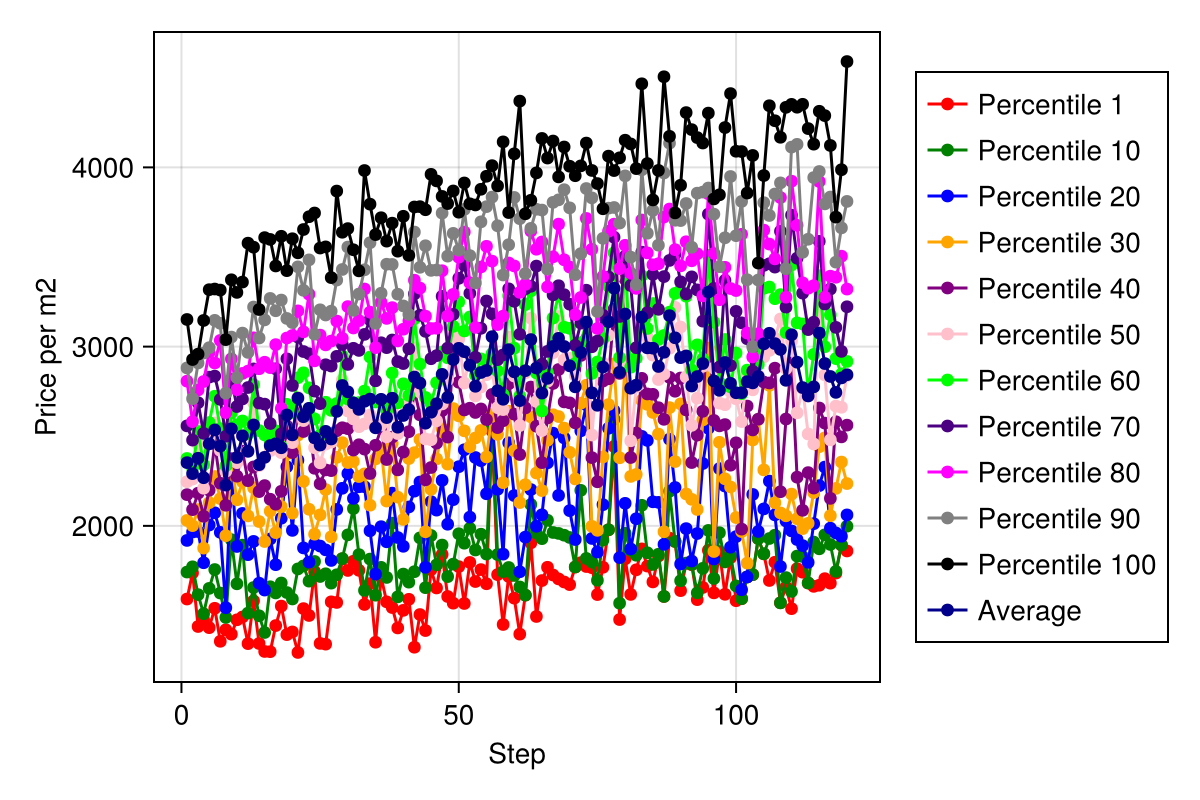 Price per m2
4000
3000
2000
0
50
100
Step
Percentile 1
Percentile 10
Percentile 20
Percentile 30
Percentile 40
Percentile 50
Percentile 60
Percentile 70
Percentile 80
Percentile 90
Percentile 100
Average